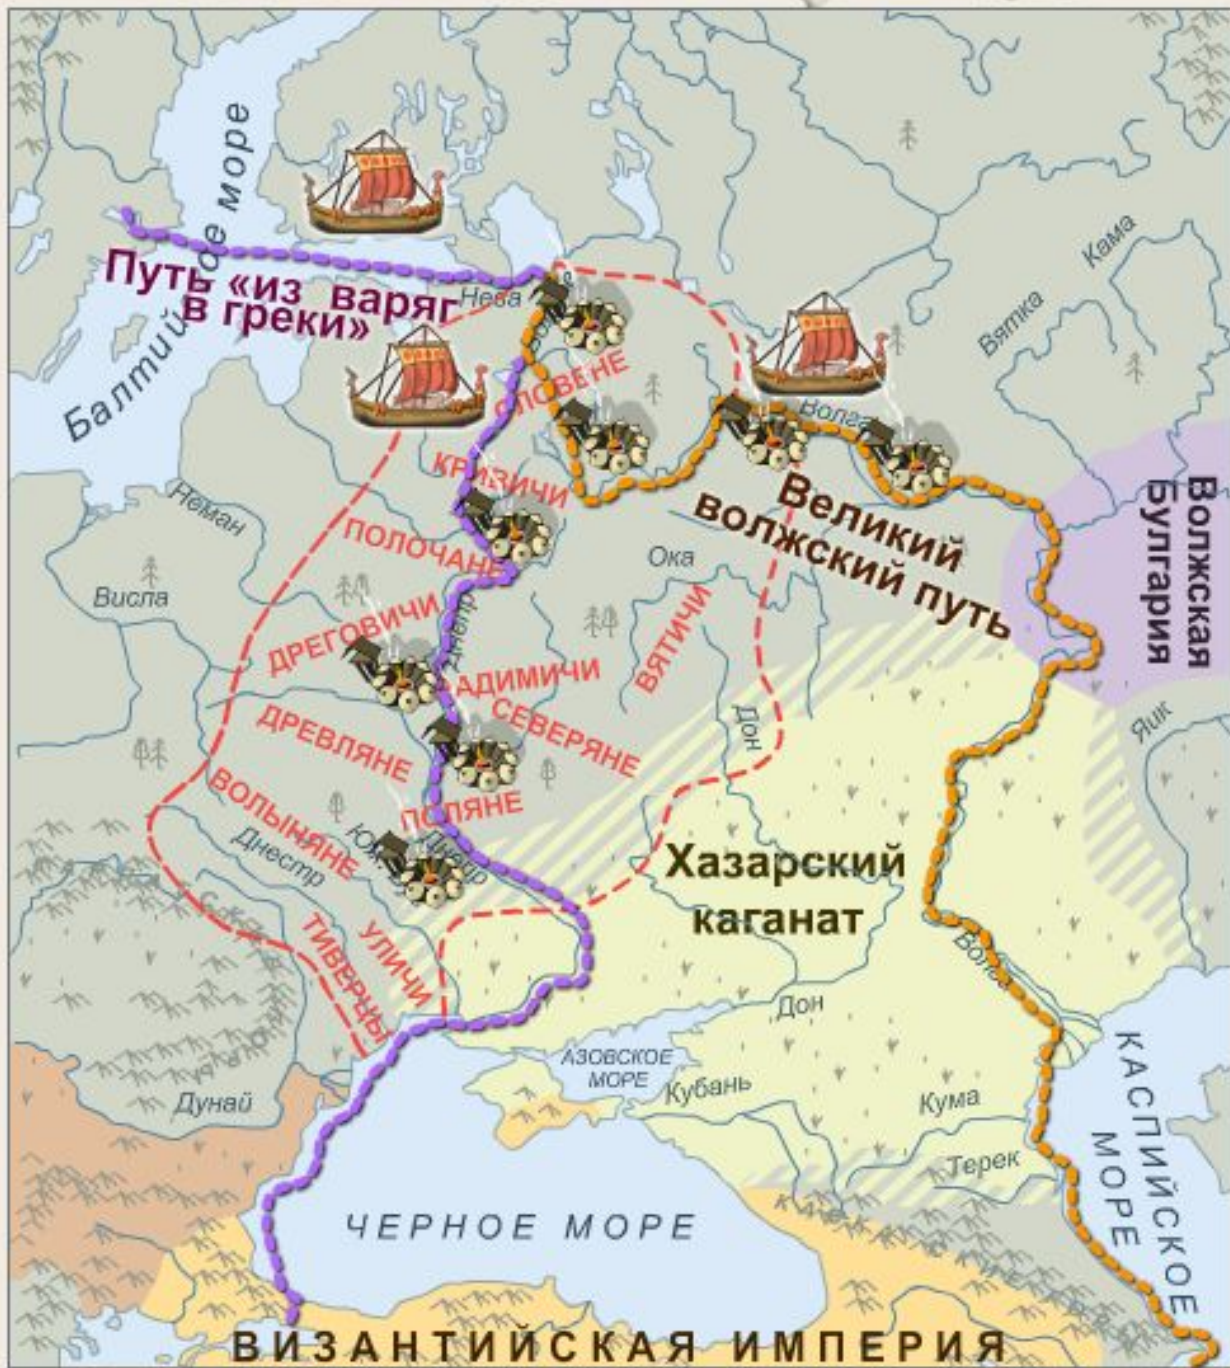 Балтийское море
Путь «из варяг
в греки»
Нева
СЛОВЕНЕ
Кама
Вятка
Волга
КРИВИЧИ
Великий
волжский путь
Волжская
Булгария
Неман
ПОЛОЧАНЕ
Ока
Висла
ДРЕГОВИЧИ
Днепр
АДИМИЧИ
ВЯТИЧИ
СЕВЕРЯНЕ
Дон
Яик
ДРЕВЛЯНЕ
ВОЛЫНЯНЕ
ПОЛЯНЕ
Днестр
Днепр
Хазарский
каганат
ТИВЕРЦЫ
УЛИЧИ
Волга
Дон
АЗОВСКОЕ
МОРЕ
Кубань
Кума
Терек
Дунай
КАСПИЙСКОЕ
МОРЕ
ЧЕРНОЕ МОРЕ
ВИЗАНТИЙСКАЯ ИМПЕРИЯ